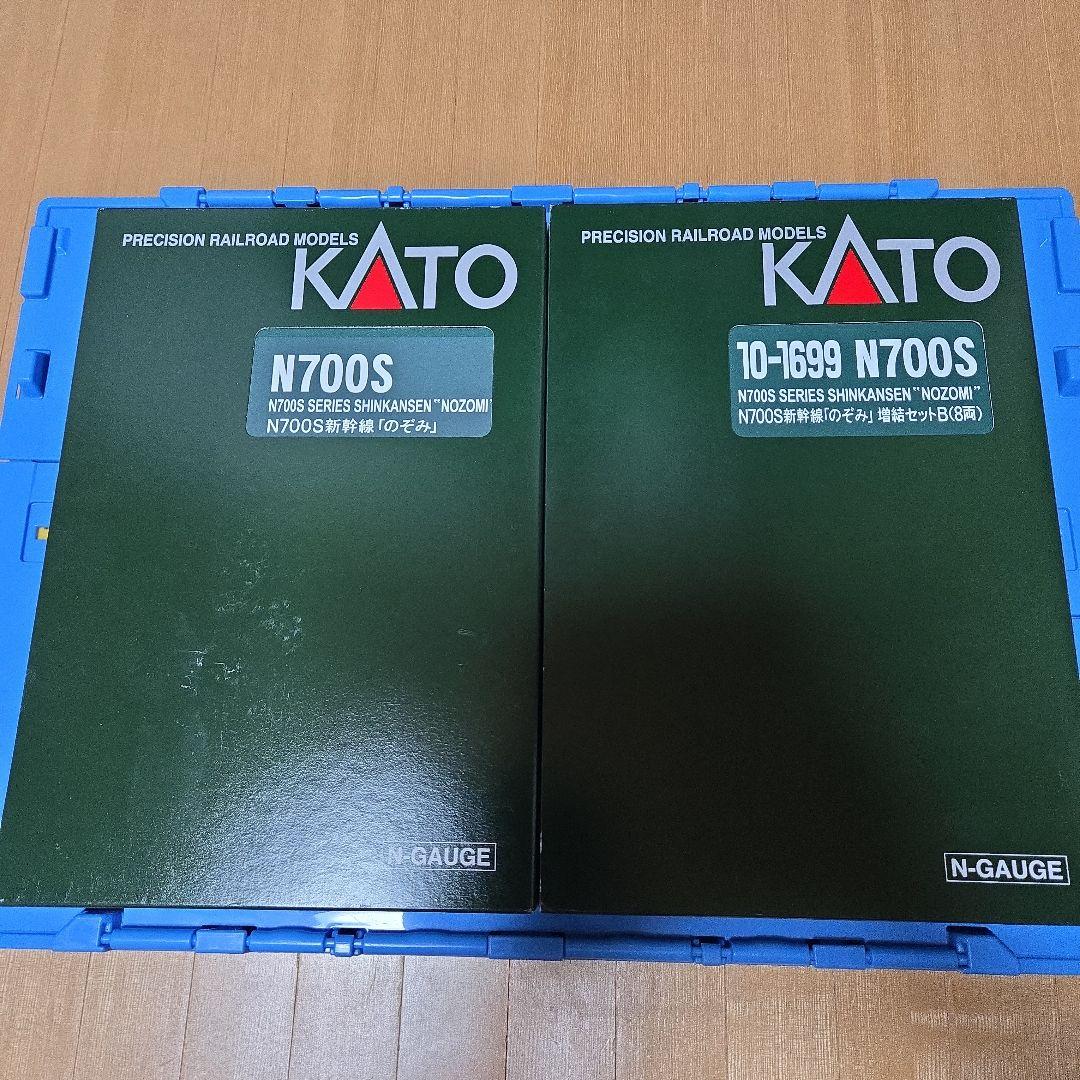 PRECISION RAILROAD MODELS
KATO
N700S
N700S SERIES SHINKANSEN "NOZOMI
N700S新幹線「のぞみ」
N-GAUGE
PRECISION RAILROAD MODELS
KATO
10-1699 N700S
N700S SERIES SHINKANSEN "NOZOMI"
N700S新幹線「のぞみ」 増結セットB(8両)
N-GAUGE